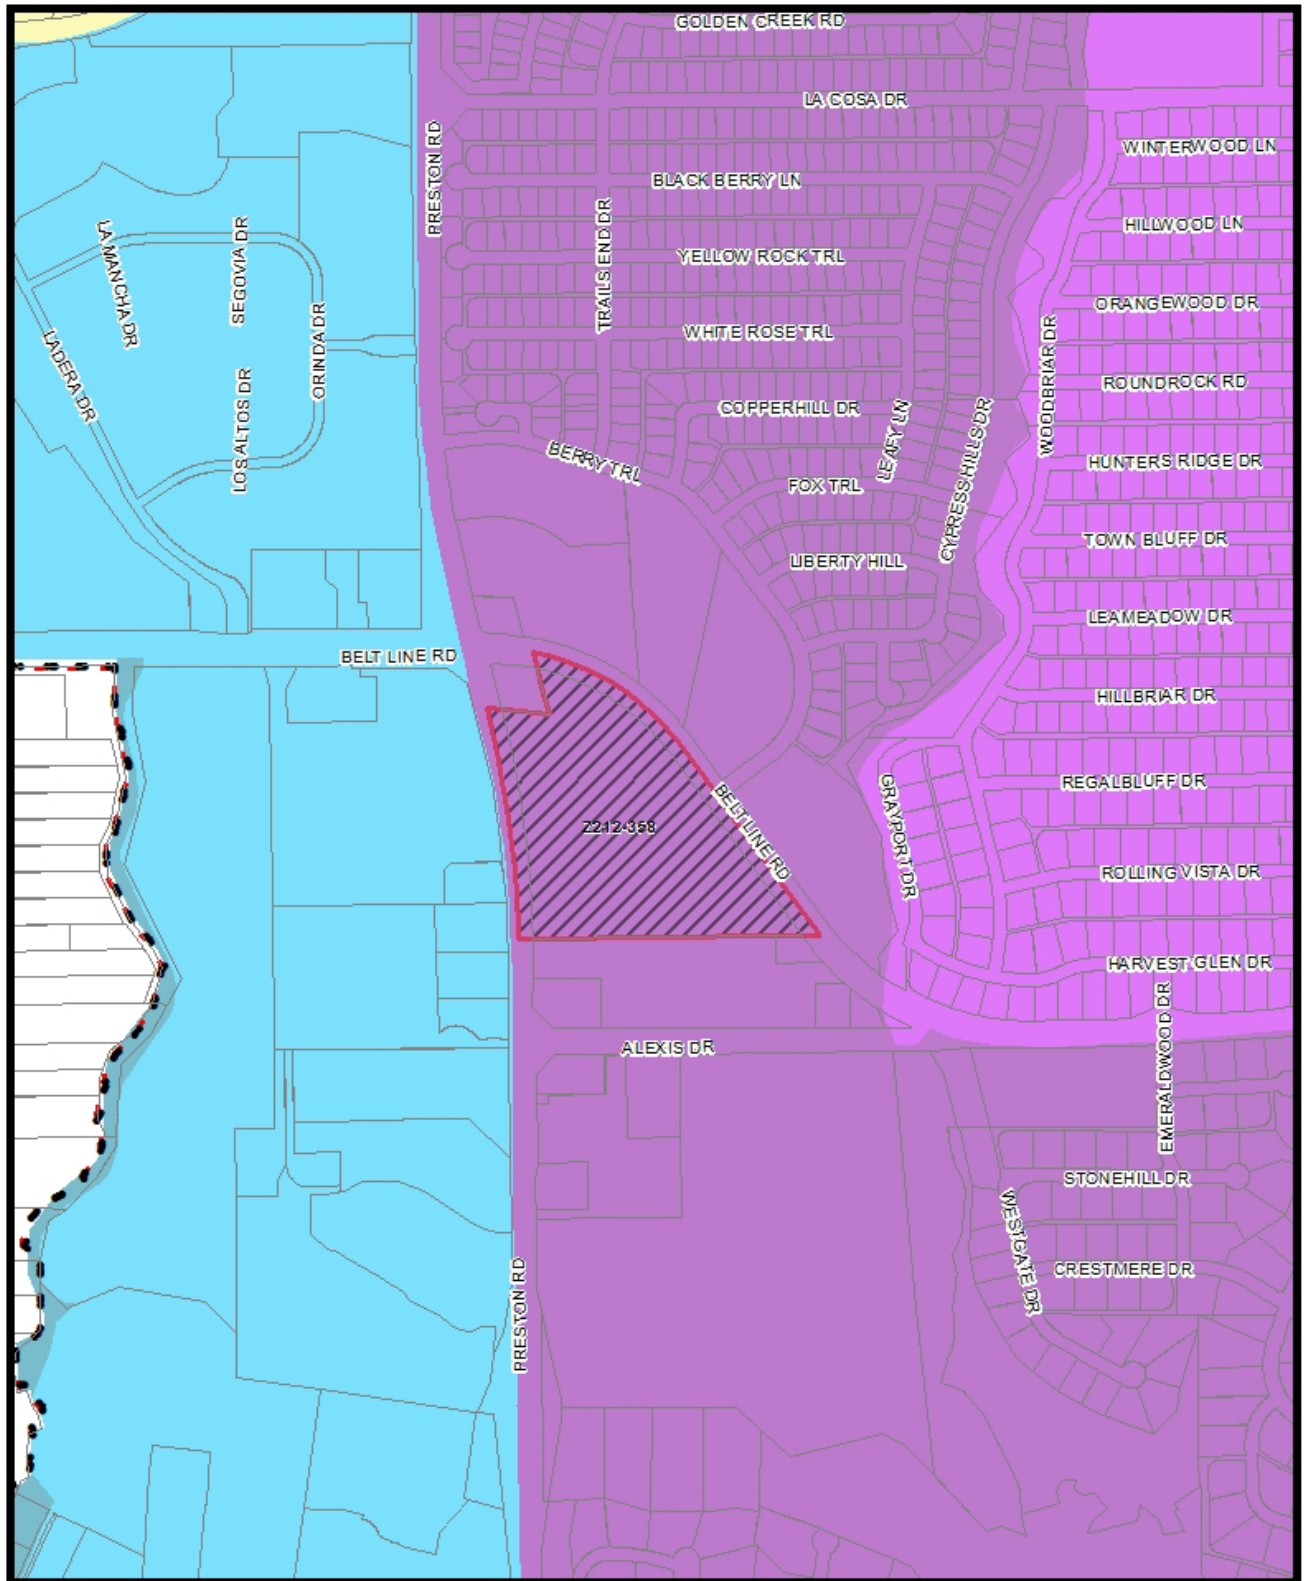 GOLDEN CREEK RD
LA COSA DR
PRESTON RD
WINTERWOOD LN
BLACK BERRY LN
LA MANCHA DR
SEGOVIA DR
TRAILS END DR
HILLWOOD LN
YELLOW ROCK TRL
ORINDA DR
ORANGEWOOD DR
WHITE ROSE TRL
LADERA DR
WOODBRIAR DR
ROUNDROCK RD
LOS ALTOS DR
COPPERHILL DR
LEAFY LN
CYPRESS HILLS DR
BERRY TRL
HUNTERS RIDGE DR
FOX TRL
TOWN BLUFF DR
LIBERTY HILL
LEAMEADOW DR
BELT LINE RD
HILLBRIAR DR
REGALBLUFF DR
GRAYPORT DR
BELT LINE RD
Z212-358
ROLLING VISTA DR
HARVEST GLEN DR
EMERALDWOOD DR
ALEXIS DR
STONEHILL DR
WESTGATE DR
CRESTMERE DR
PRESTON RD